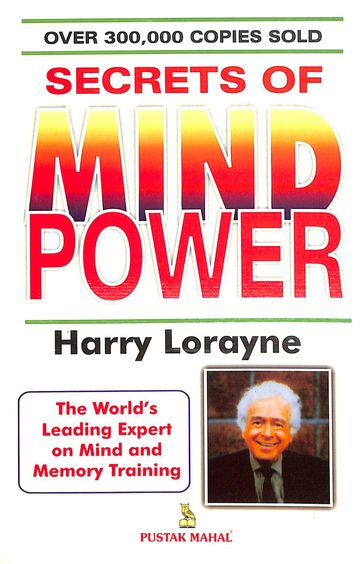 OVER 300,000 COPIES SOLD
SECRETS OF
MIND
POWER
Harry Lorayne
The World's
Leading Expert
on Mind and
Memory Training
PUSTAK MAHAL®